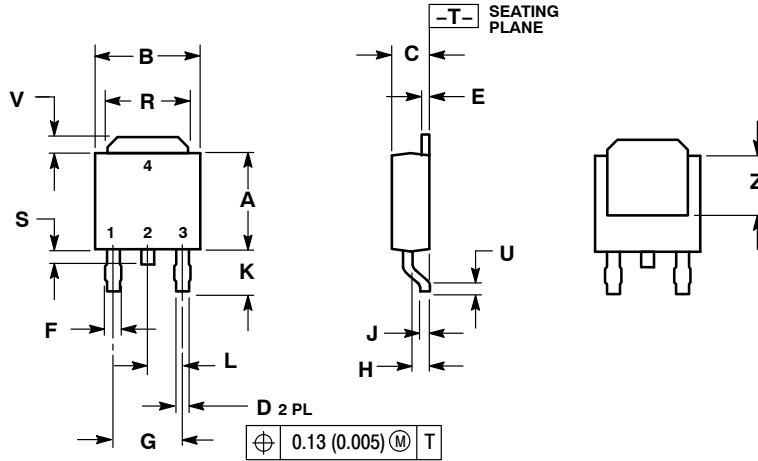 –T– SEATING
PLANE
C
B
V
R
E
4
Z
A
S
1 2 3
K
U
F
J
L
H
D 2 PL
G
⌖ 0.13 (0.005) Ⓜ T